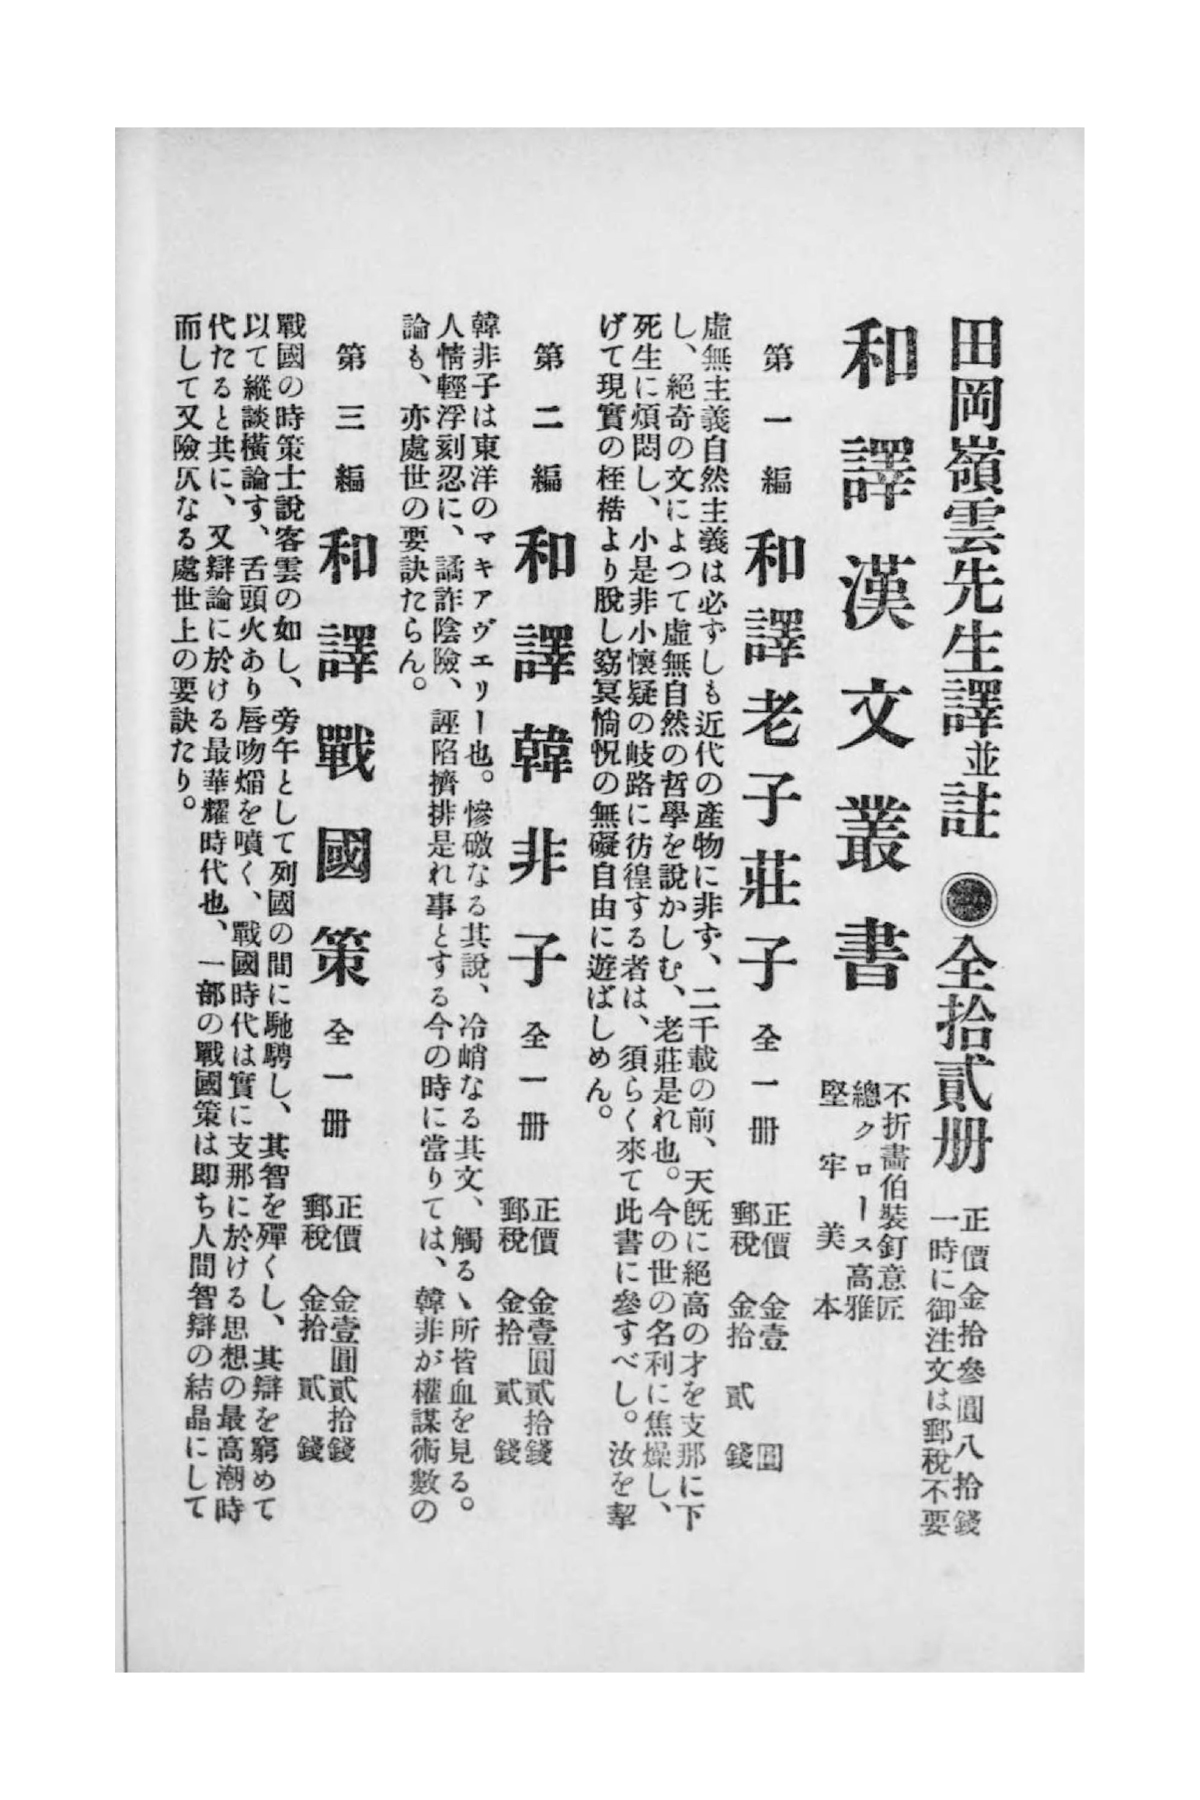 田岡嶺雲先生譯並註 ◉全拾貳册
正價金拾參圓八拾錢
一時に御注文は郵税不要
和譯漢文叢書
不折畵伯裝釘意匠
總クロース高雅
堅牢美本
第一編 和譯老子莊子 全一册
正價 金壹圓
郵税 金拾貳錢
虛無主義自然主義は必ずしも近代の產物に非ず、二千載の前、天既に絕高の才を支那に下
し、絕奇の文によつて虛無自然の哲學を說かしむ、老莊是れ也。今の世の名利に焦燥し、
死生に煩悶し、小是非小懷疑の岐路に彷徨する者は、須らく來て此書に參すべし。汝を挈
げて現實の桎梏より脫し窈冥惝怳の無礙自由に遊ばしめん。
第二編 和譯韓非子 全一册
正價 金壹圓貳拾錢
郵税 金拾貳錢
韓非子は東洋のマキアヴエリー也。慘礉なる其說、冷峭なる其文、觸るゝ所皆血を見る。
人情輕浮刻忍に、譎詐陰險、誣陷擠排是れ事とする今の時に當りては、韓非が權謀術數の
論も、亦處世の要訣たらん。
第三編 和譯戰國策 全一册
正價 金壹圓貳拾錢
郵税 金拾貳錢
戰國の時策士說客雲の如し、旁午として列國の間に馳騁し、其智を殫くし、其辯を窮めて
以て縱談橫論す、舌頭火あり唇吻焰を噴く、戰國時代は實に支那に於ける思想の最高潮時
代たると共に、又辯論に於ける最華耀時代也、一部の戰國策は卽ち人間智辯の結晶にして
而して又險仄なる處世上の要訣たり。